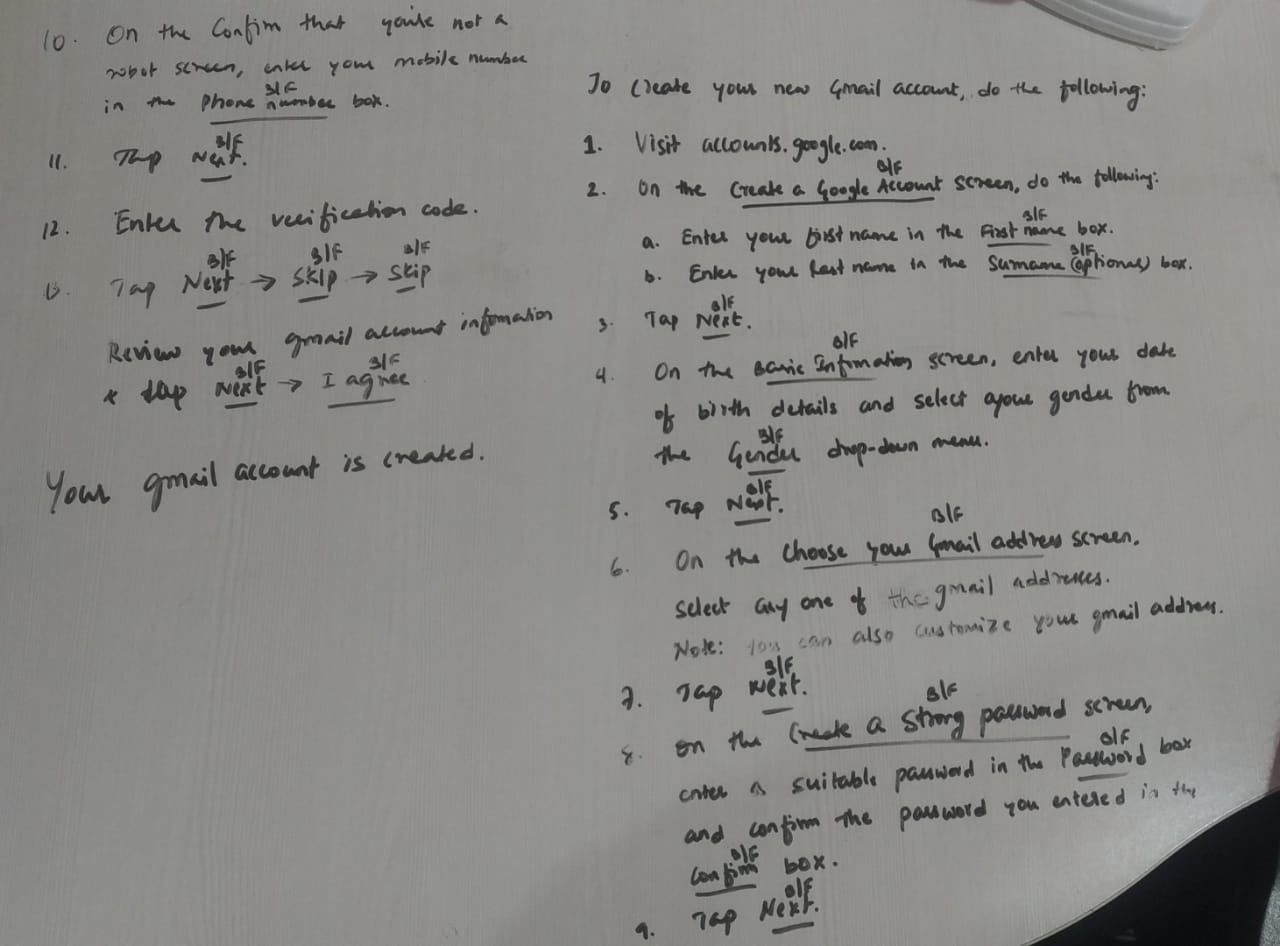 To Create your new Gmail account, do the following:
1. Visit accounts.google.com.
B/F
2. On the Create a Google Account screen, do the following:
B/F
a. Enter your first name in the First name box.
B/F
b. Enter your last name in the Surname (optional) box.
B/F
3. Tap Next.
B/F
4. On the Basic Information screen, enter your date
of birth details and select your gender from
B/F
the Gender drop-down menu.
B/F
5. Tap Next.
B/F
6. On the Choose your Gmail address screen,
select any one of the gmail addresses.
Note: You can also customize your gmail address.
B/F
7. Tap Next.
B/F
8. On the Create a strong password screen,
B/F
enter a suitable password in the Password box
and confirm the password you entered in the
B/F
Confirm box.
B/F
9. Tap Next.
10. On the Confirm that you're not a
robot screen, enter your mobile number
B/F
in the Phone number box.
B/F
11. Tap Next.
12. Enter the verification code.
B/F B/F B/F
13. Tap Next → Skip → Skip
Review your gmail account information
B/F B/F
& tap Next → I agree.
Your gmail account is created.